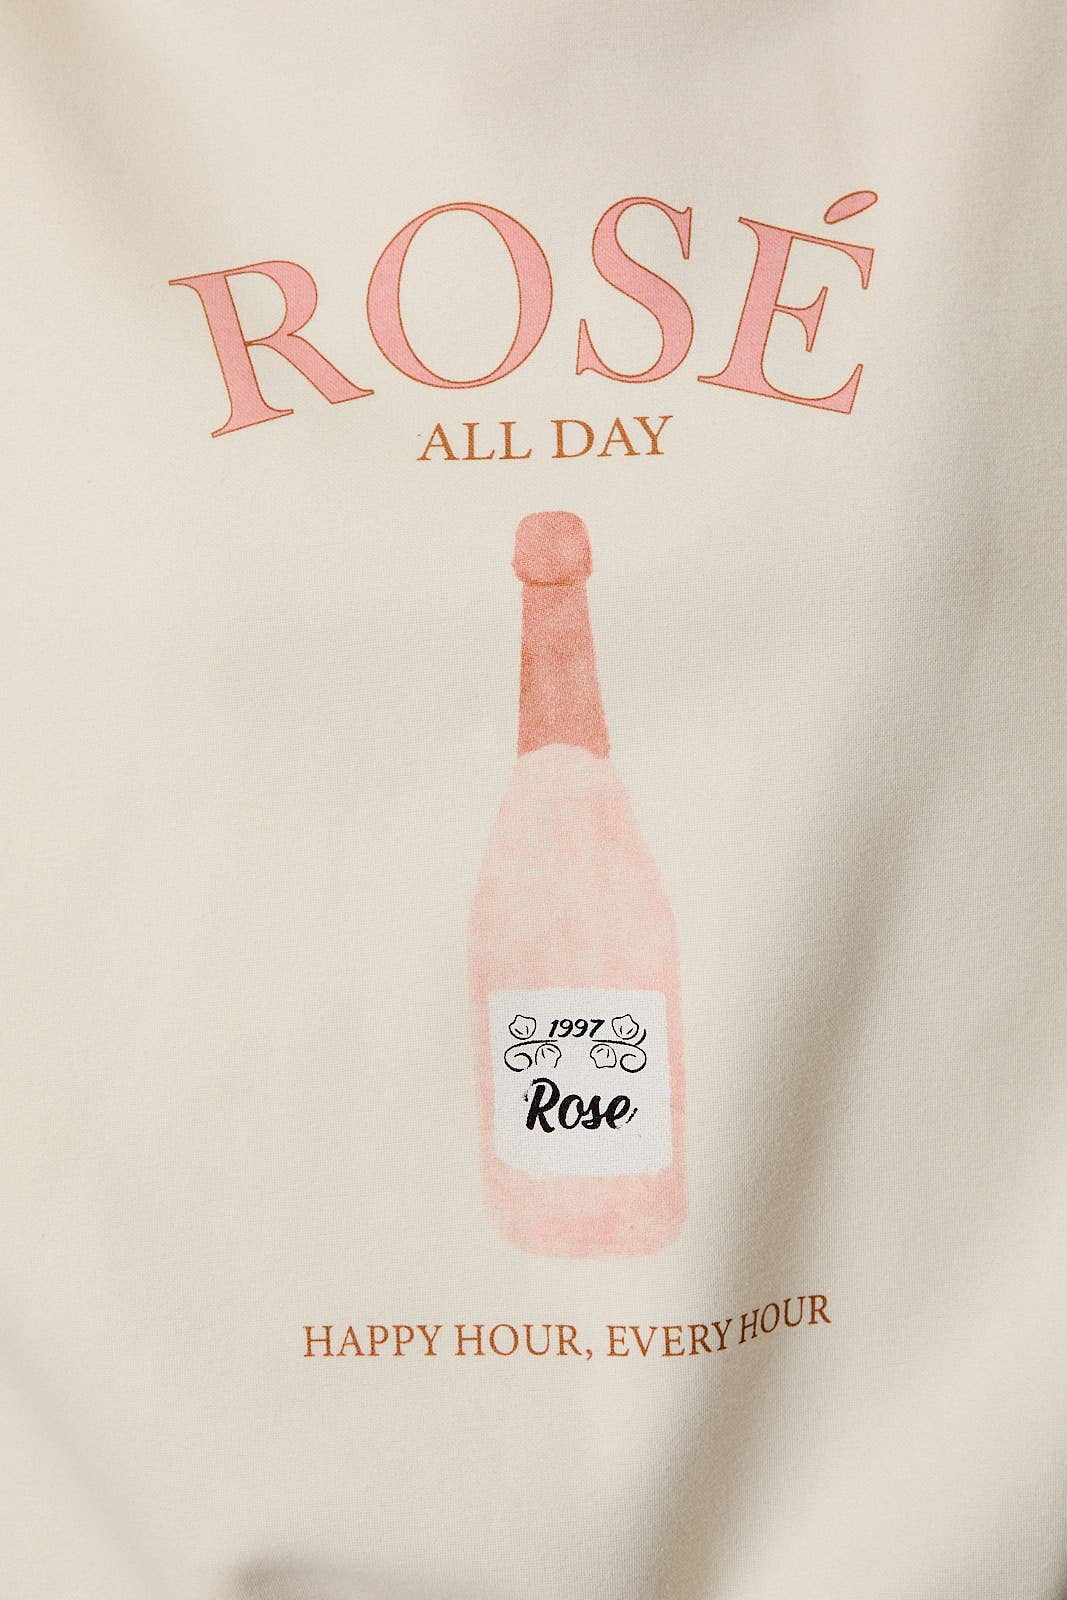 ROSÉ
ALL DAY
1997
Rose
HAPPY HOUR, EVERY HOUR